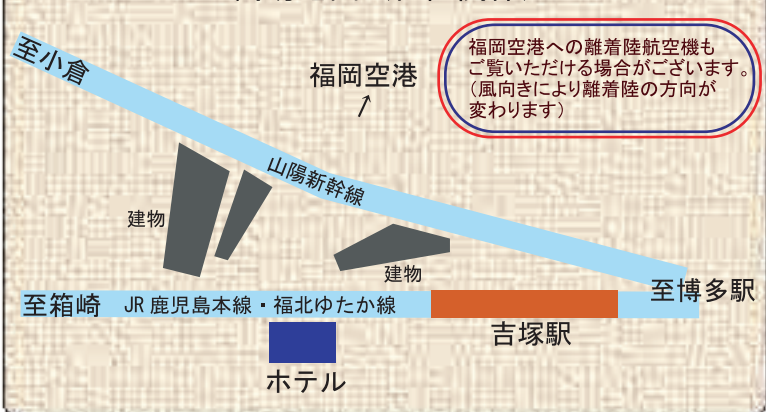 至小倉
福岡空港
↗
福岡空港への離着陸航空機も
ご覧いただける場合がございます。
(風向きにより離着陸の方向が
変わります)
山陽新幹線
建物
建物
至博多駅
至箱崎 JR 鹿児島本線・福北ゆたか線
吉塚駅
ホテル